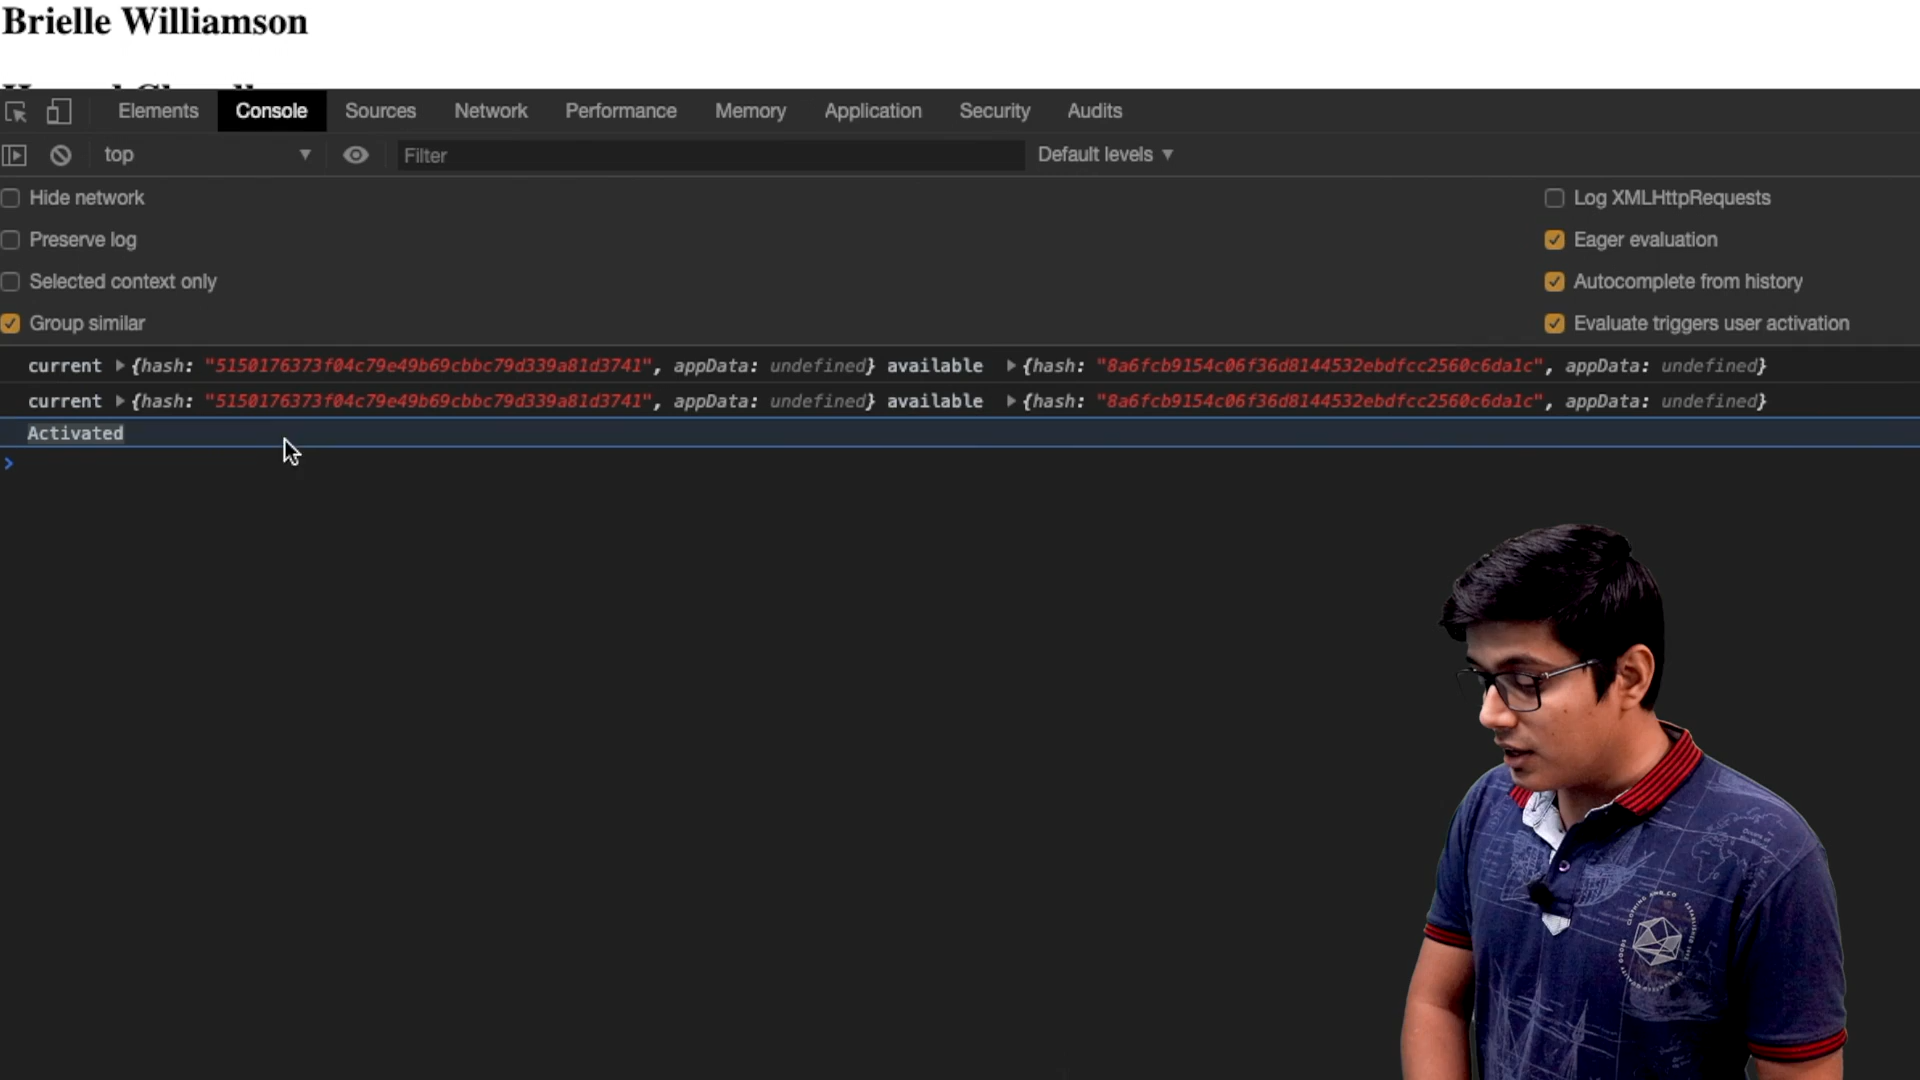 Brielle Williamson
Elements Console Sources Network Performance Memory Application Security Audits
top Filter Default levels
Hide network Log XMLHttpRequests
Preserve log Eager evaluation
Selected context only Autocomplete from history
Group similar Evaluate triggers user activation
current {hash: "5150176373f04c79e49b69cbbc79d339a81d3741", appData: undefined} available {hash: "8a6fcb9154c06f36d8144532ebdfcc2560c6da1c", appData: undefined}
current {hash: "5150176373f04c79e49b69cbbc79d339a81d3741", appData: undefined} available {hash: "8a6fcb9154c06f36d8144532ebdfcc2560c6da1c", appData: undefined}
Activated
>